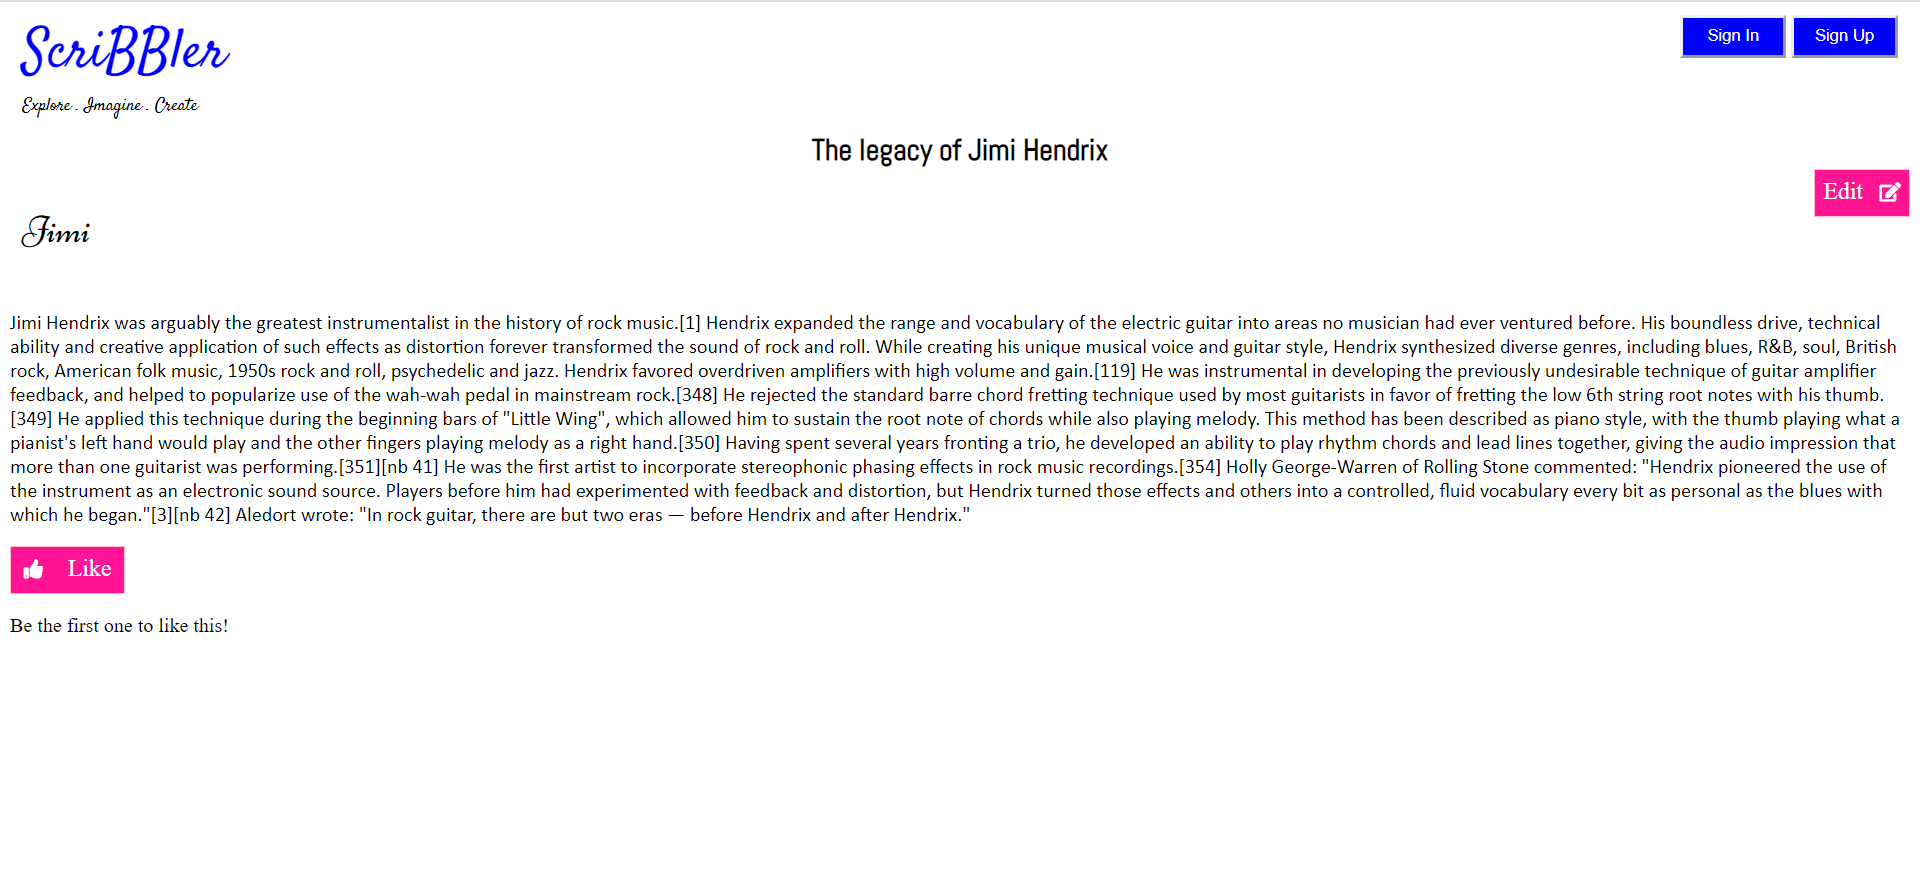 ScriBBler
Sign In
Sign Up
Explore . Imagine . Create
The legacy of Jimi Hendrix
Edit
Jimi
Jimi Hendrix was arguably the greatest instrumentalist in the history of rock music.[1] Hendrix expanded the range and vocabulary of the electric guitar into areas no musician had ever ventured before. His boundless drive, technical
ability and creative application of such effects as distortion forever transformed the sound of rock and roll. While creating his unique musical voice and guitar style, Hendrix synthesized diverse genres, including blues, R&B, soul, British
rock, American folk music, 1950s rock and roll, psychedelic and jazz. Hendrix favored overdriven amplifiers with high volume and gain.[119] He was instrumental in developing the previously undesirable technique of guitar amplifier
feedback, and helped to popularize use of the wah-wah pedal in mainstream rock.[348] He rejected the standard barre chord fretting technique used by most guitarists in favor of fretting the low 6th string root notes with his thumb.
[349] He applied this technique during the beginning bars of "Little Wing", which allowed him to sustain the root note of chords while also playing melody. This method has been described as piano style, with the thumb playing what a
pianist's left hand would play and the other fingers playing melody as a right hand.[350] Having spent several years fronting a trio, he developed an ability to play rhythm chords and lead lines together, giving the audio impression that
more than one guitarist was performing.[351][nb 41] He was the first artist to incorporate stereophonic phasing effects in rock music recordings.[354] Holly George-Warren of Rolling Stone commented: "Hendrix pioneered the use of
the instrument as an electronic sound source. Players before him had experimented with feedback and distortion, but Hendrix turned those effects and others into a controlled, fluid vocabulary every bit as personal as the blues with
which he began."[3][nb 42] Aledort wrote: "In rock guitar, there are but two eras — before Hendrix and after Hendrix."
Like
Be the first one to like this!